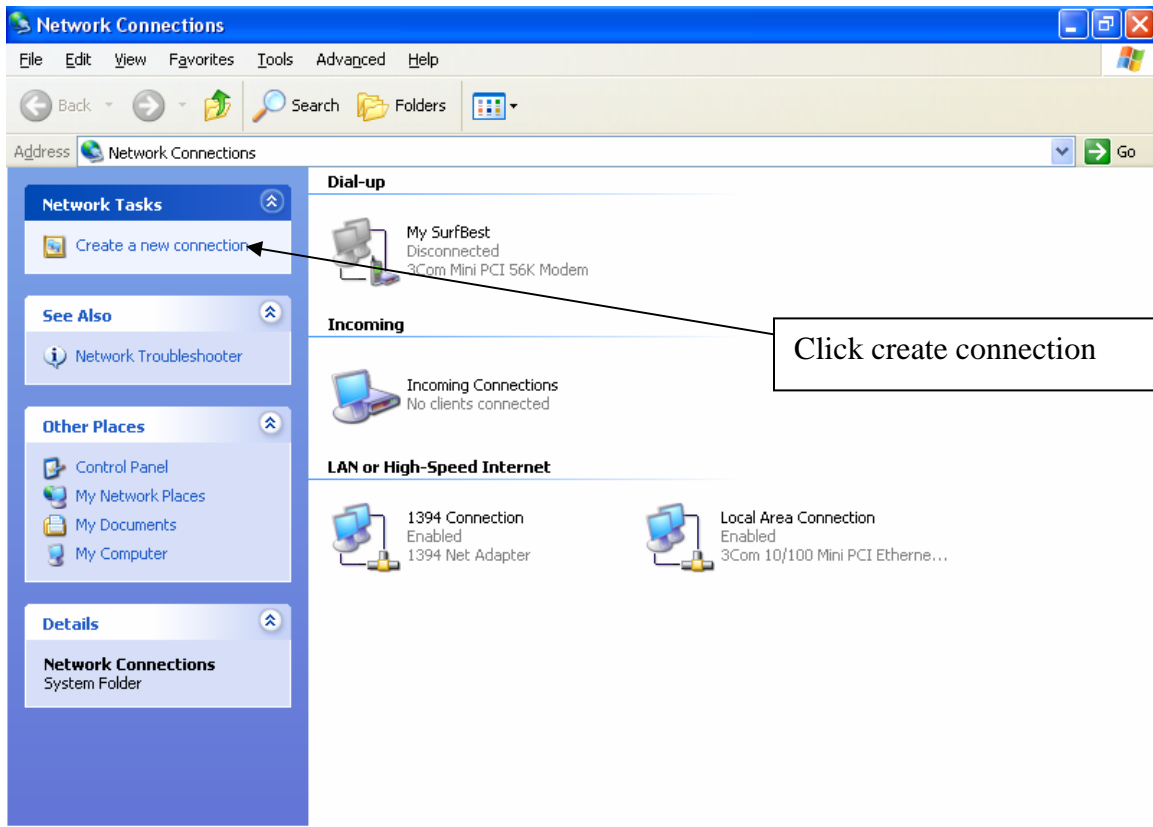 Network Connections
File Edit View Favorites Tools Advanced Help
Back Search Folders
Address Network Connections Go
Network Tasks
Create a new connection
See Also
Network Troubleshooter
Other Places
Control Panel
My Network Places
My Documents
My Computer
Details
Network Connections
System Folder
Dial-up
My SurfBest
Disconnected
3Com Mini PCI 56K Modem
Incoming
Incoming Connections
No clients connected
LAN or High-Speed Internet
1394 Connection
Enabled
1394 Net Adapter
Local Area Connection
Enabled
3Com 10/100 Mini PCI Etherne...
Click create connection